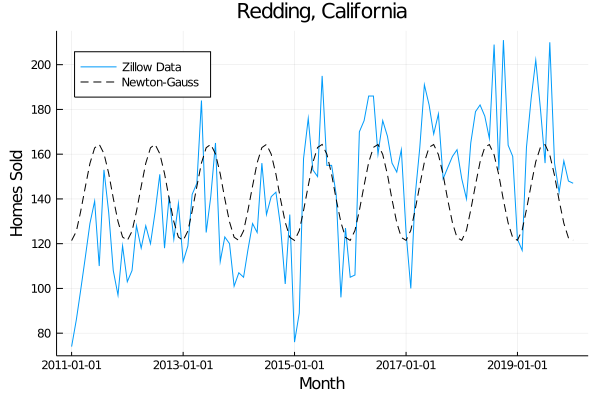 Redding, California
Zillow Data
Newton-Gauss
Homes Sold
200
180
160
140
120
100
80
2011-01-01 2013-01-01 2015-01-01 2017-01-01 2019-01-01
Month